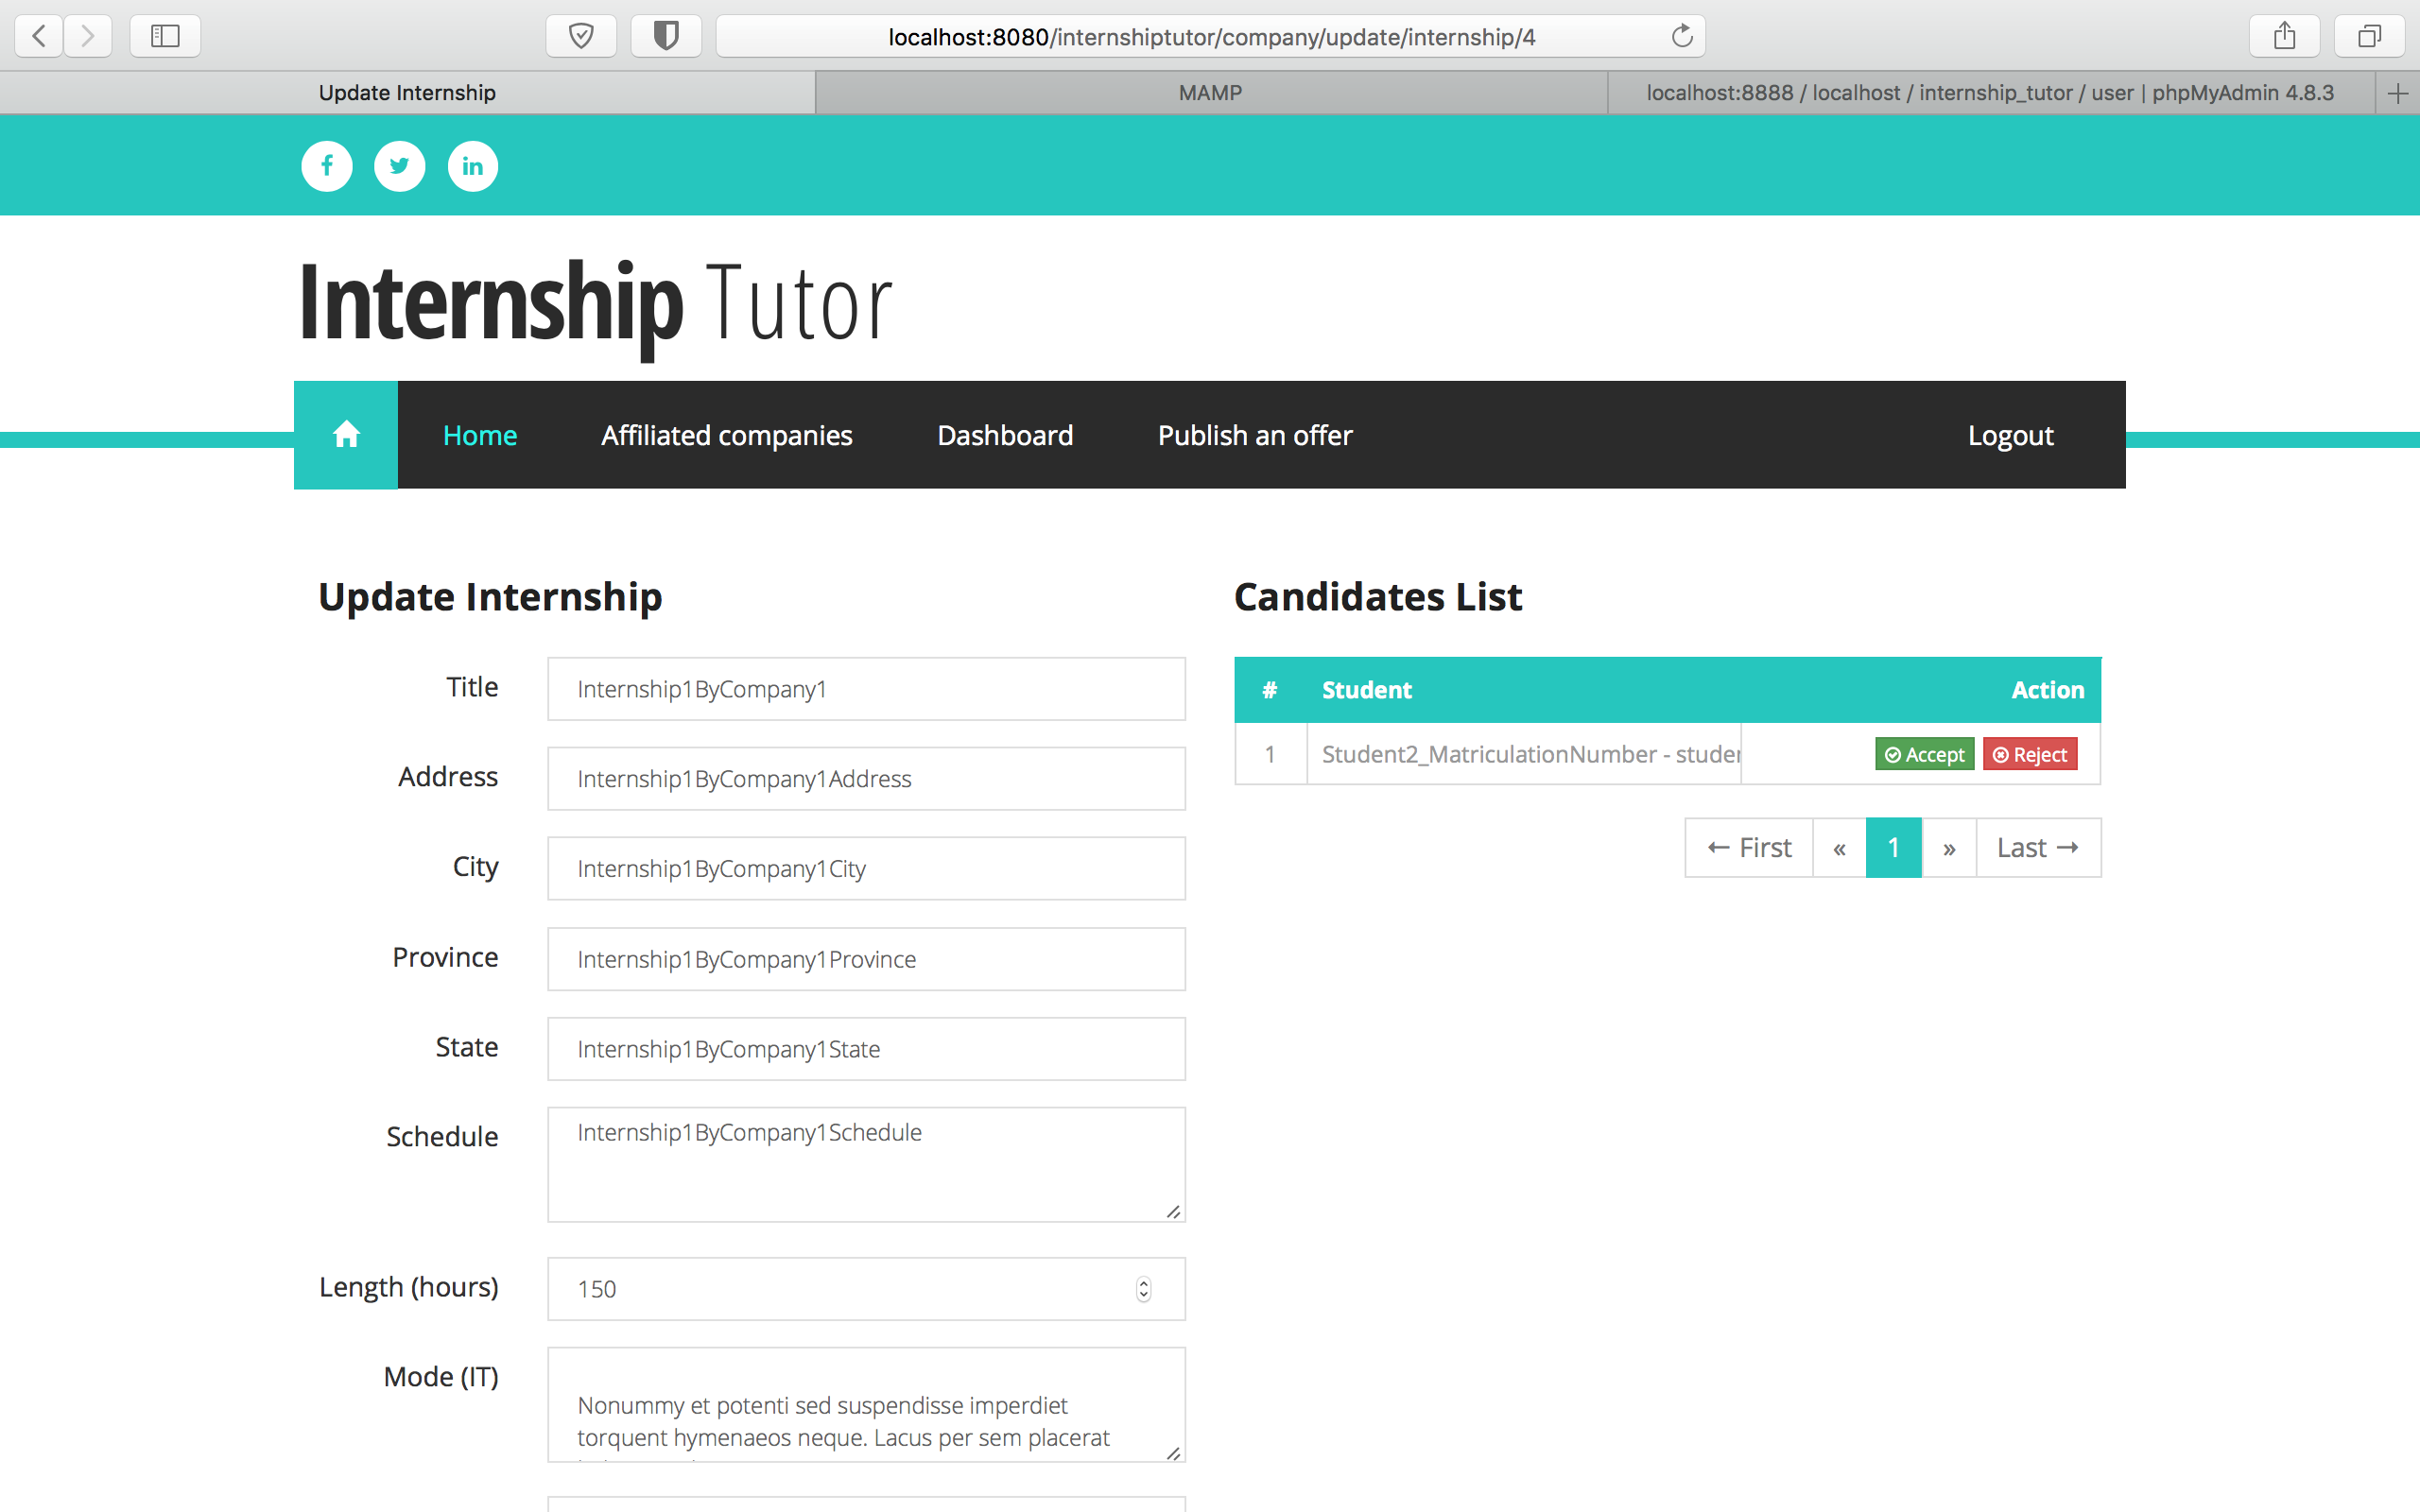 localhost:8080/internshiptutor/company/update/internship/4
Update Internship
MAMP
localhost:8888 / localhost / internship_tutor / user | phpMyAdmin 4.8.3
Internship Tutor
Home
Affiliated companies
Dashboard
Publish an offer
Logout
Update Internship
Title
Internship1ByCompany1
Address
Internship1ByCompany1Address
City
Internship1ByCompany1City
Province
Internship1ByCompany1Province
State
Internship1ByCompany1State
Schedule
Internship1ByCompany1Schedule
Length (hours)
150
Mode (IT)
Nonummy et potenti sed suspendisse imperdiet
torquent hymenaeos neque. Lacus per sem placerat
Candidates List
# Student Action
1 Student2_MatriculationNumber - studen Accept Reject
← First « 1 » Last →